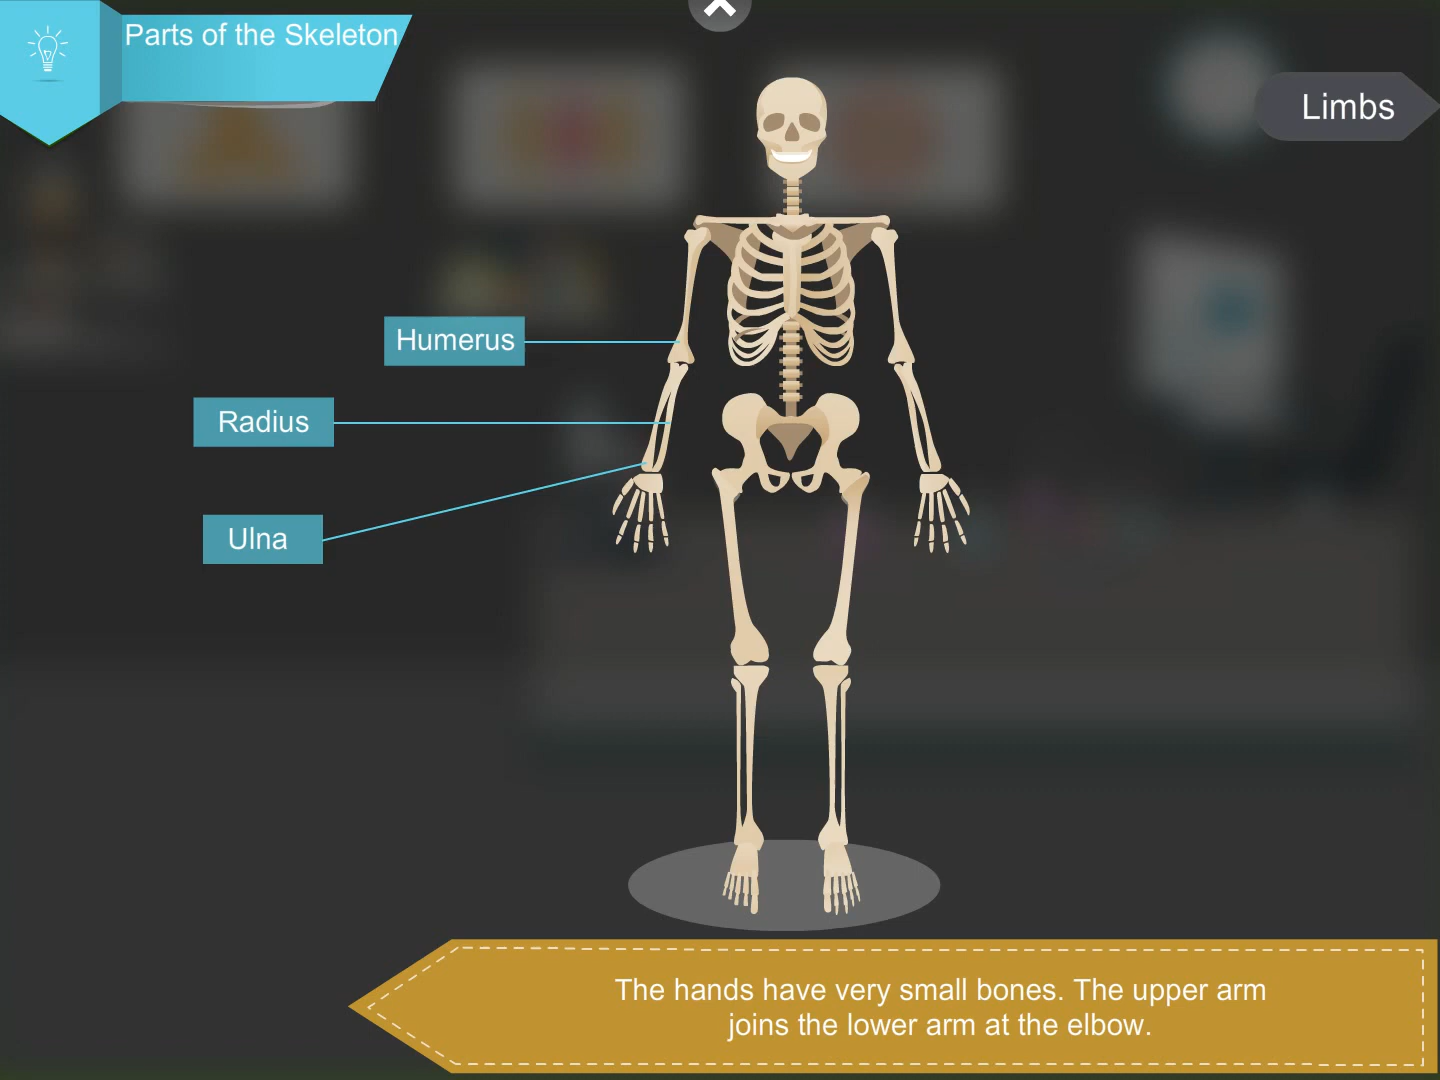 Parts of the Skeleton
Limbs
Humerus
Radius
Ulna
The hands have very small bones. The upper arm
joins the lower arm at the elbow.